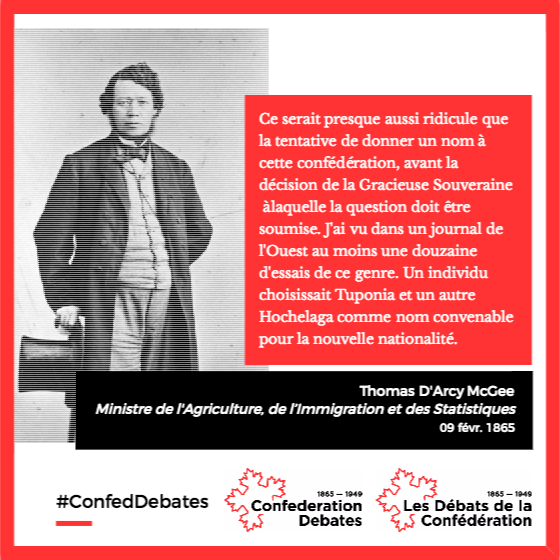 Ce serait presque aussi ridicule que
la tentative de donner un nom à
cette confédération, avant la
décision de la Gracieuse Souveraine
àlaquelle la question doit être
soumise. J'ai vu dans un journal de
l'Ouest au moins une douzaine
d'essais de ce genre. Un individu
choisissait Tuponia et un autre
Hochelaga comme nom convenable
pour la nouvelle nationalité.
Thomas D'Arcy McGee
Ministre de l'Agriculture, de l'Immigration et des Statistiques
09 févr. 1865
#ConfedDebates
1865 — 1949
Confederation
Debates
1865 — 1949
Les Débats de la
Confédération